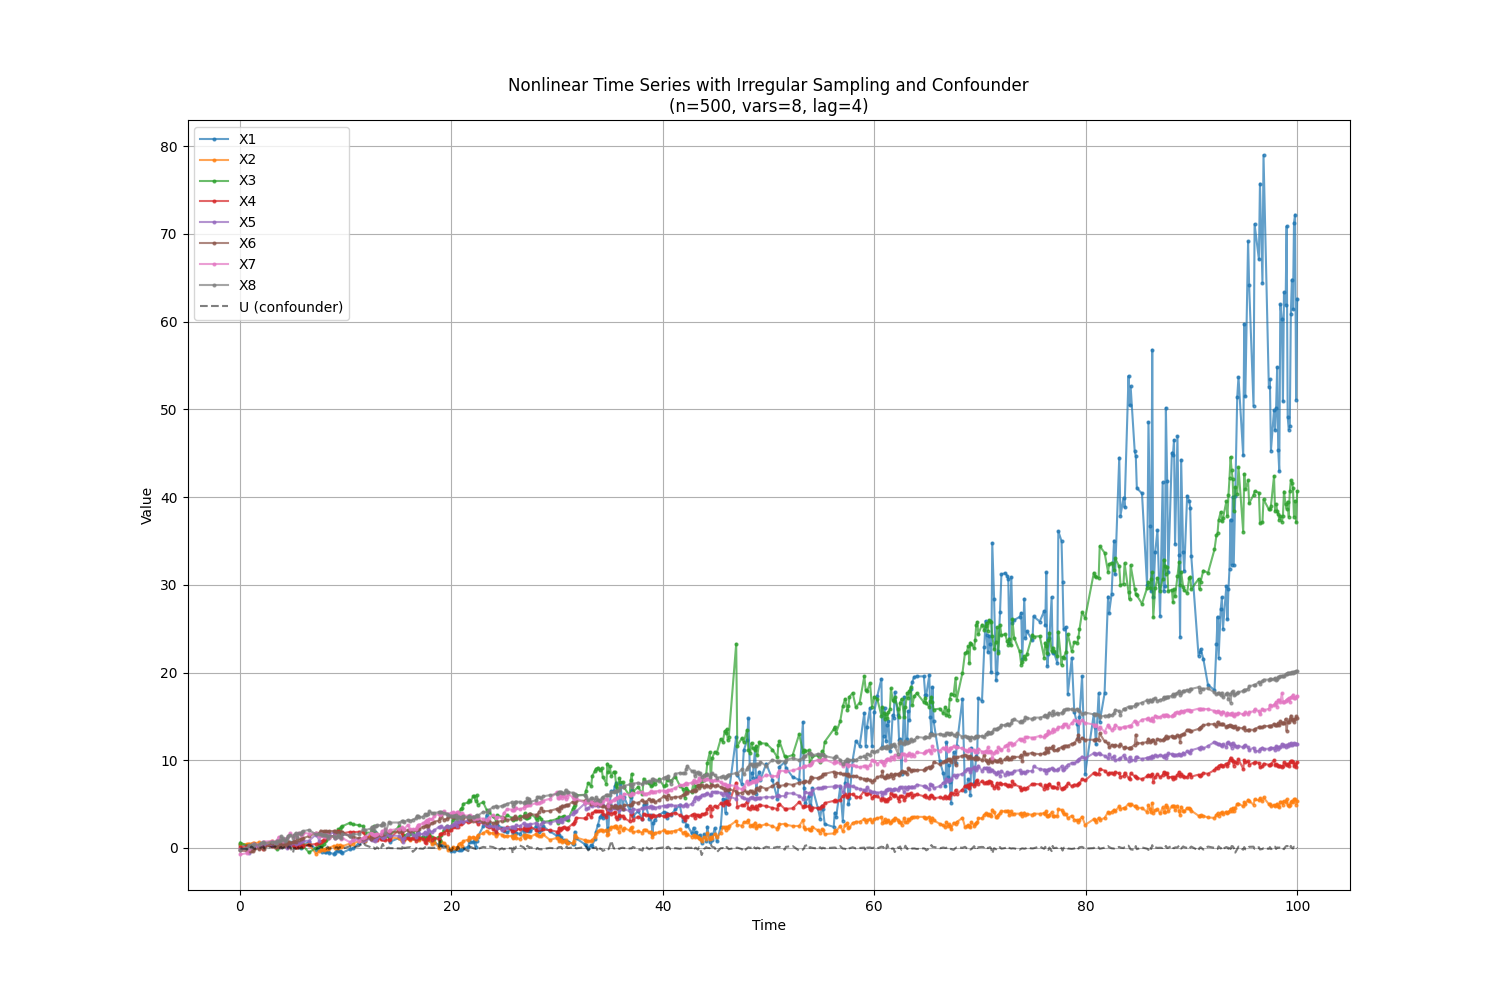 Nonlinear Time Series with Irregular Sampling and Confounder
(n=500, vars=8, lag=4)
X1
X2
X3
X4
X5
X6
X7
X8
U (confounder)
80
70
60
50
40
30
20
10
0
Value
0 20 40 60 80 100
Time